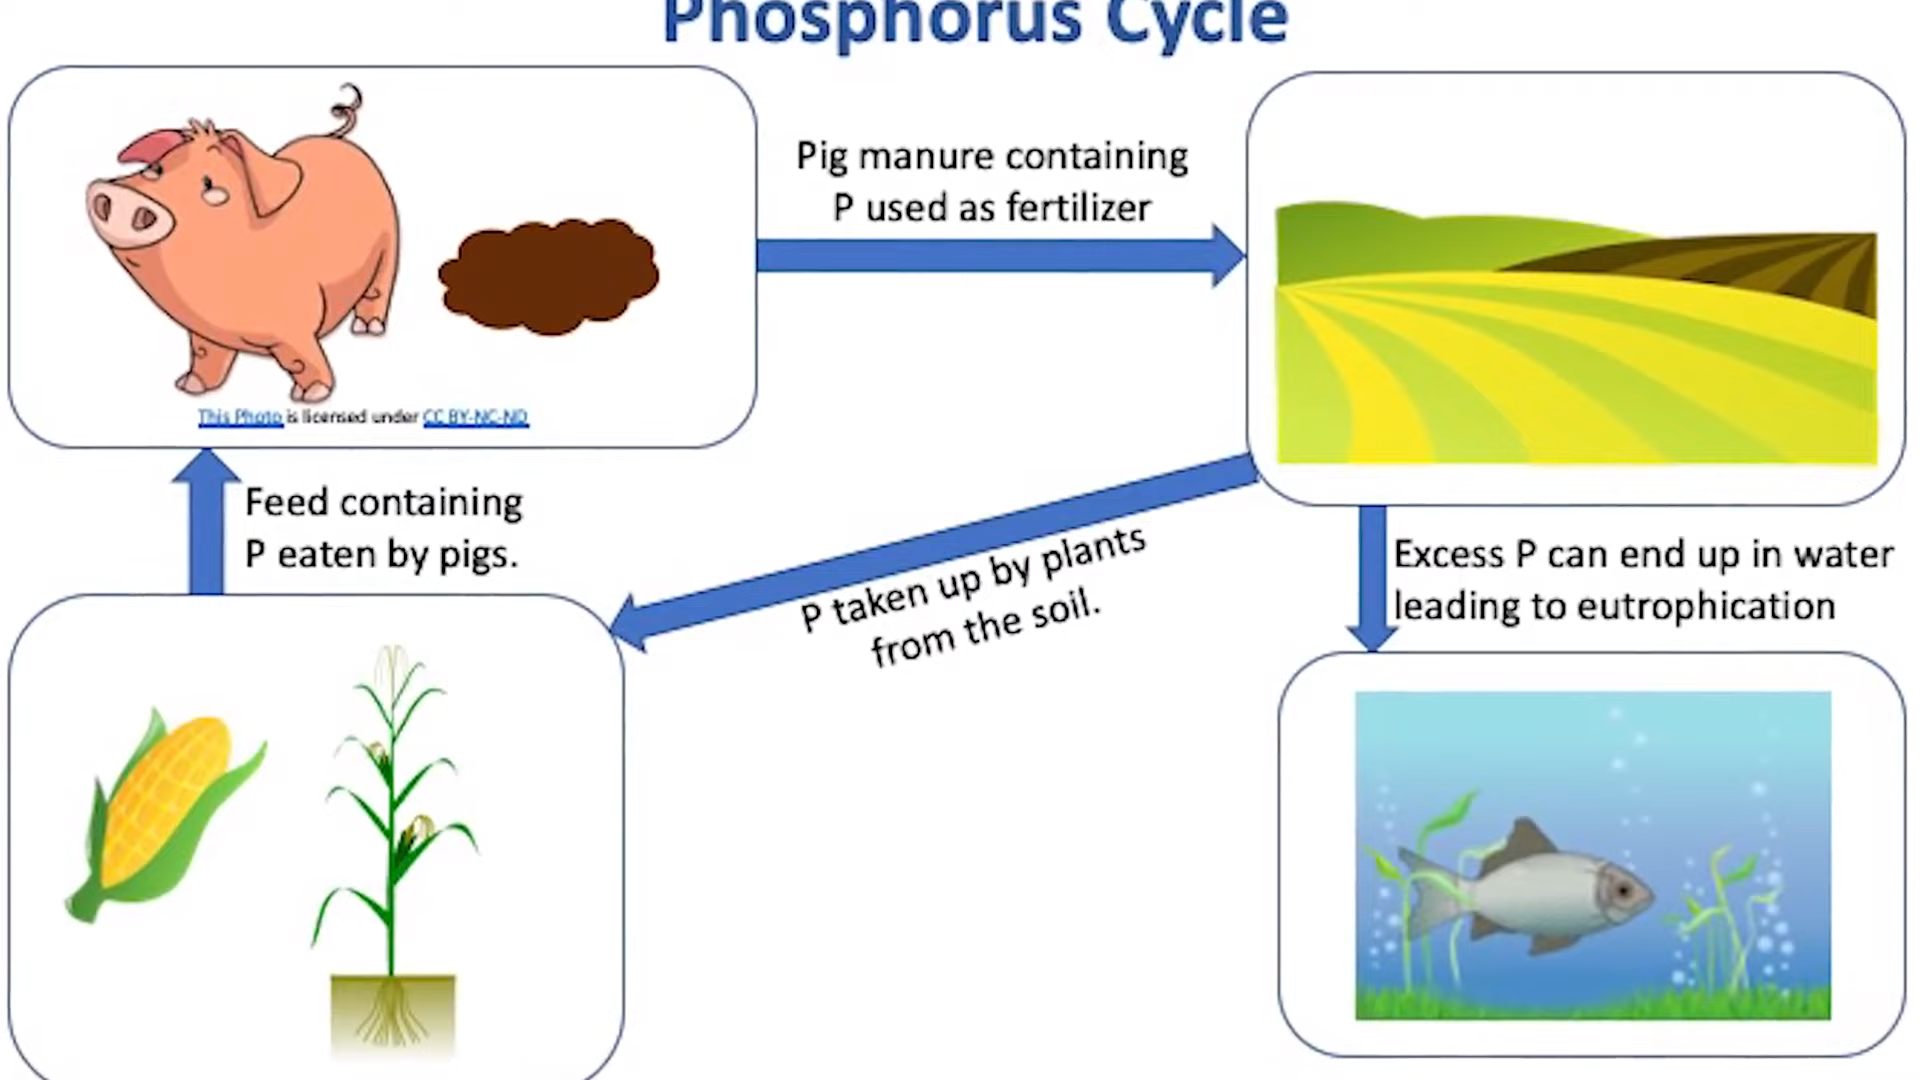 Phosphorus Cycle
Pig manure containing
P used as fertilizer
This Photo is licensed under CC BY-NC-ND
Feed containing
P eaten by pigs.
P taken up by plants
from the soil.
Excess P can end up in water
leading to eutrophication